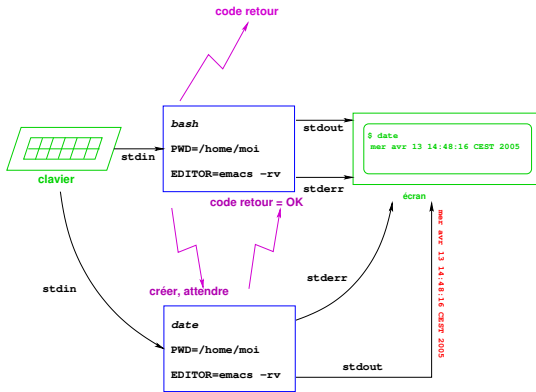 code retour
bash
PWD=/home/moi
EDITOR=emacs -rv
stdin
clavier
stdout
stderr
$ date
mer avr 13 14:48:16 CEST 2005
écran
code retour = OK
créer, attendre
stdin
date
PWD=/home/moi
EDITOR=emacs -rv
stderr
stdout
mer avr 13 14:48:16 CEST 2005